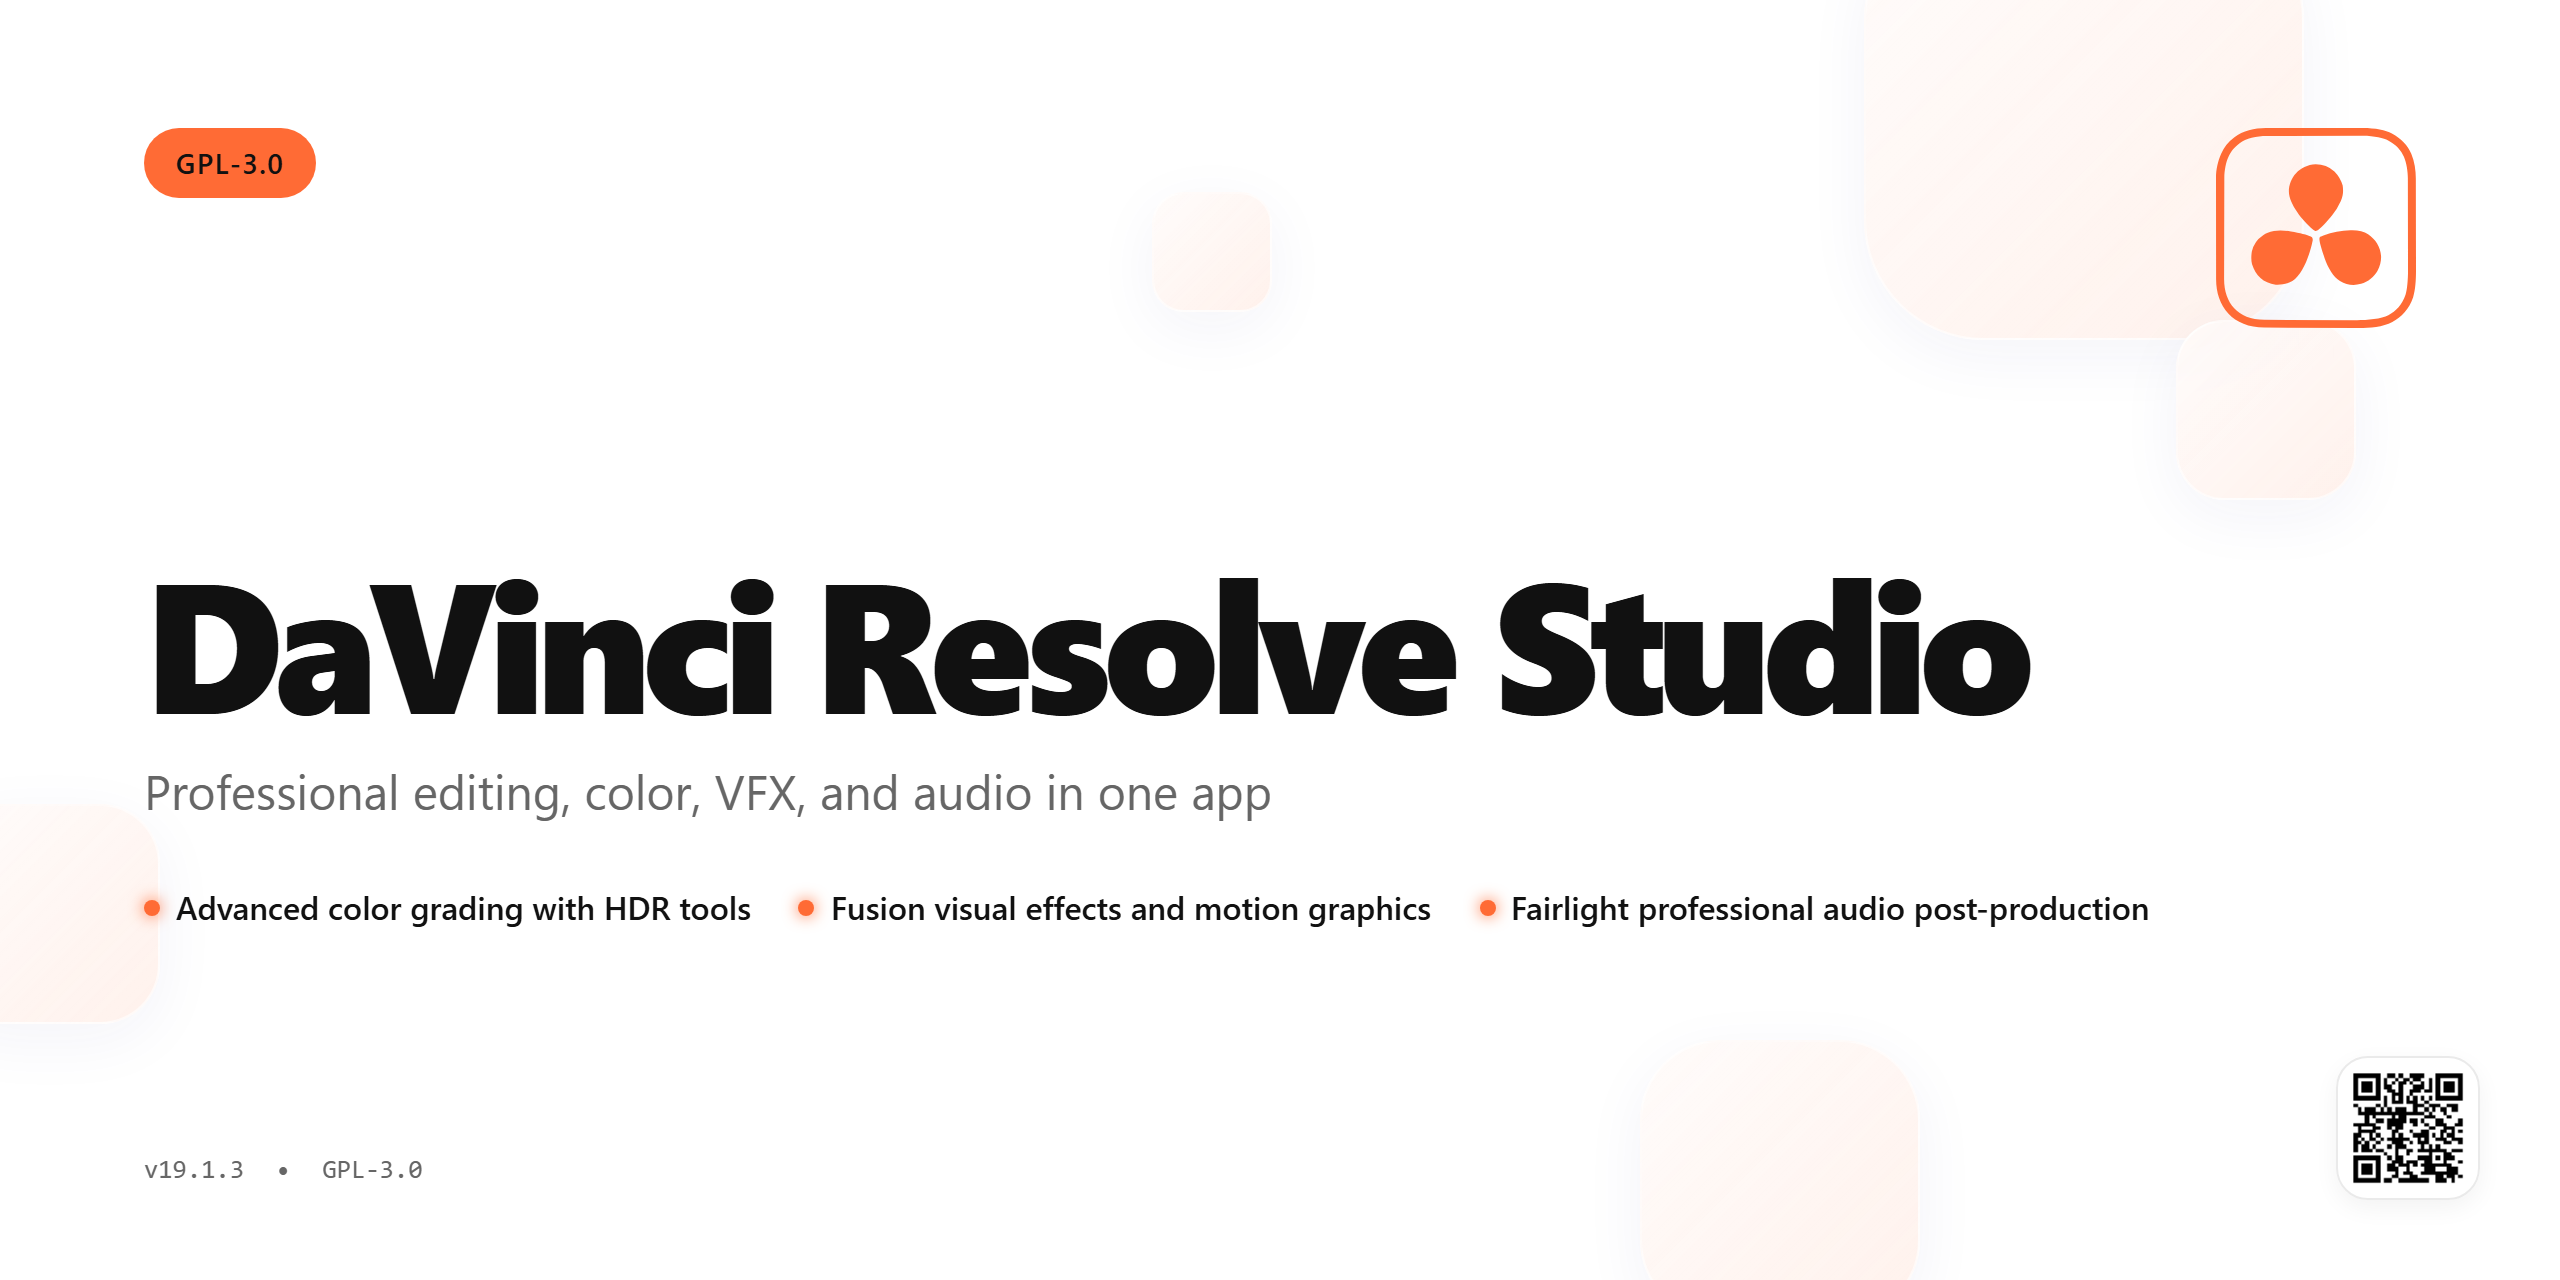 GPL-3.0
DaVinci Resolve Studio
Professional editing, color, VFX, and audio in one app
Advanced color grading with HDR tools
Fusion visual effects and motion graphics
Fairlight professional audio post-production
v19.1.3 • GPL-3.0